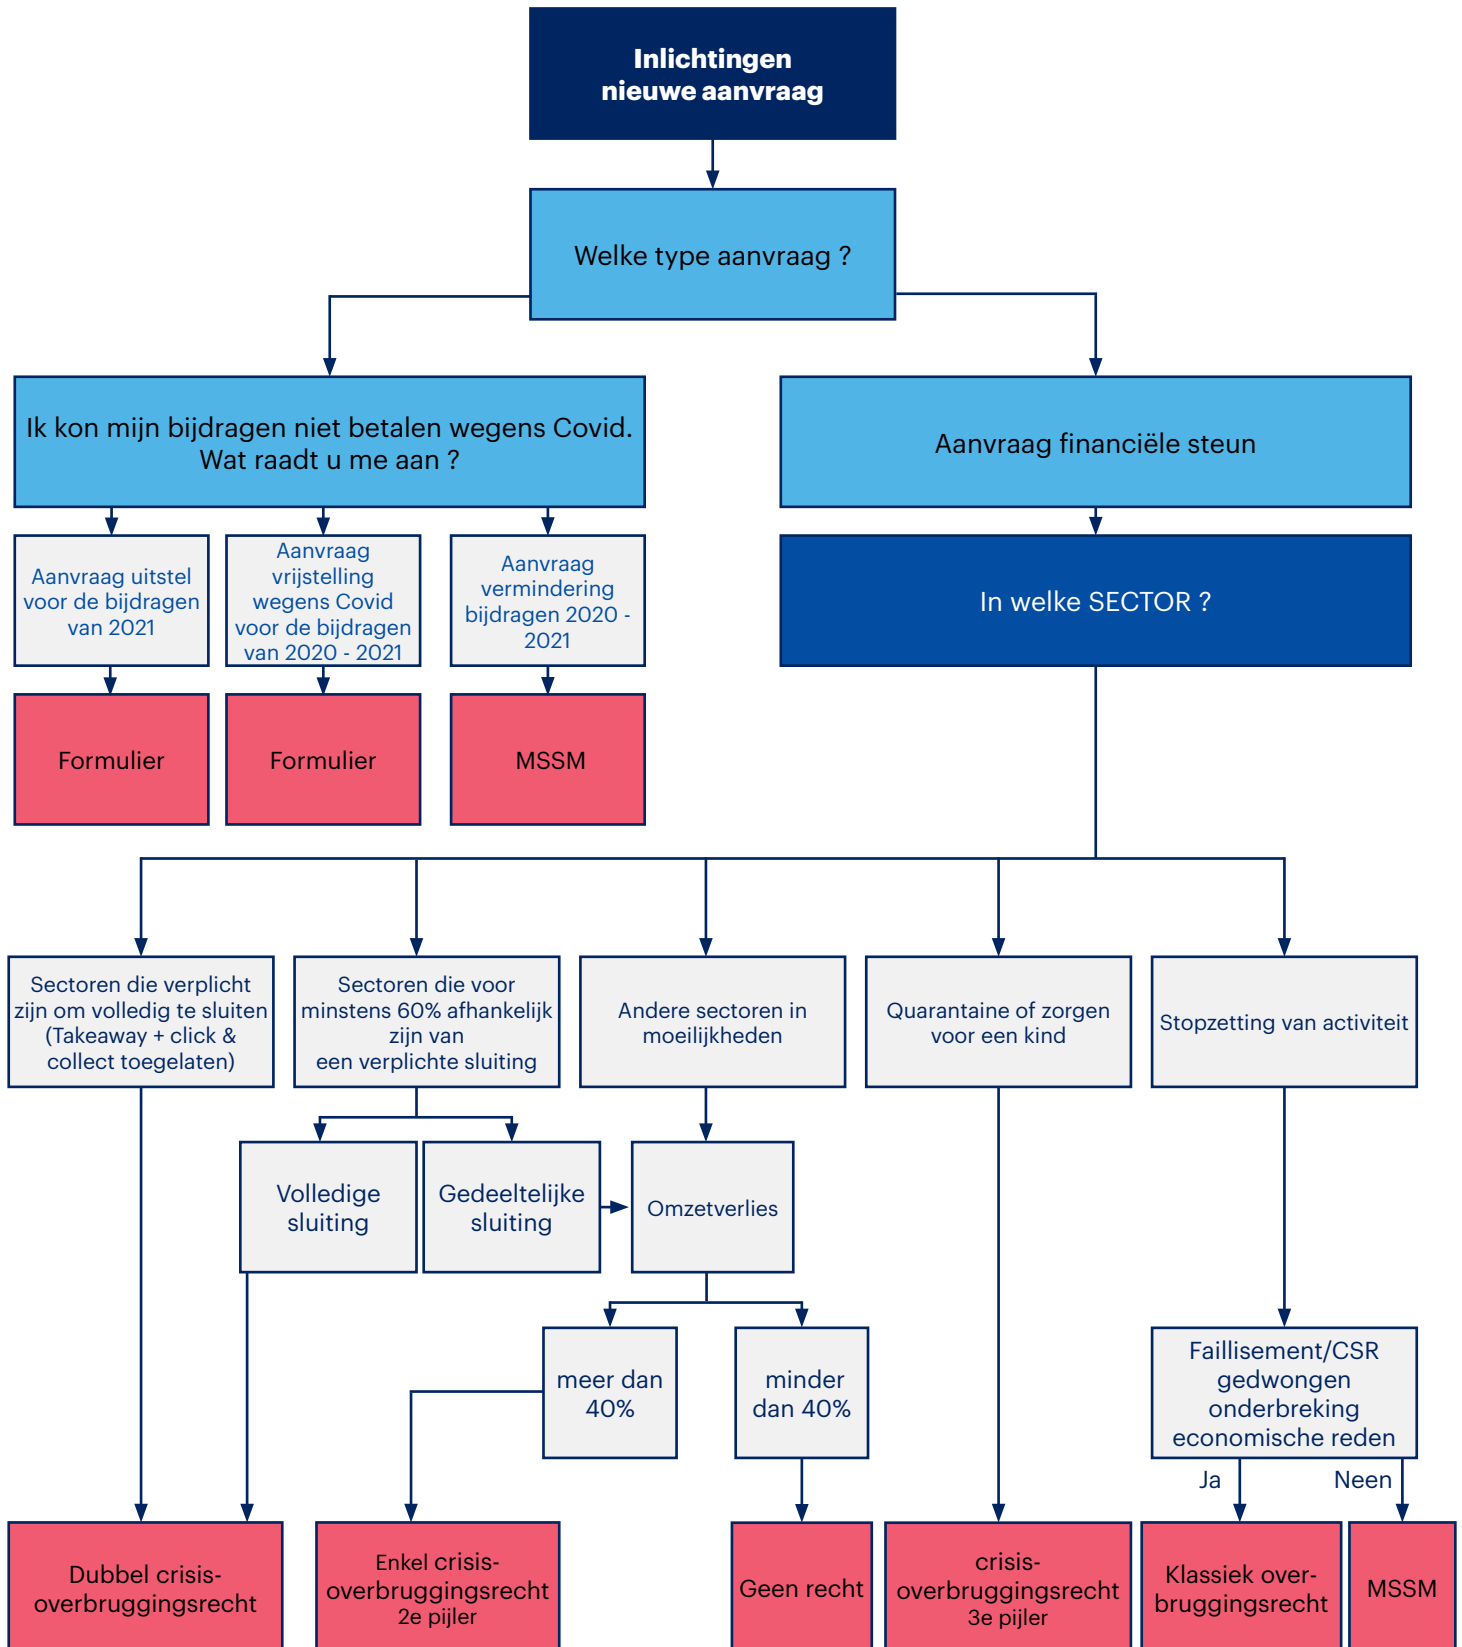 Inlichtingen
nieuwe aanvraag
Welke type aanvraag ?
Ik kon mijn bijdragen niet betalen wegens Covid.
Wat raadt u me aan ?
Aanvraag financiële steun
Aanvraag uitstel
voor de bijdragen
van 2021
Aanvraag
vrijstelling
wegens Covid
voor de bijdragen
van 2020 - 2021
Aanvraag
vermindering
bijdragen 2020 -
2021
In welke SECTOR ?
Formulier
Formulier
MSSM
Sectoren die verplicht
zijn om volledig te sluiten
(Takeaway + click &
collect toegelaten)
Sectoren die voor
minstens 60% afhankelijk
zijn van
een verplichte sluiting
Andere sectoren in
moeilijkheden
Quarantaine of zorgen
voor een kind
Stopzetting van activiteit
Volledige
sluiting
Gedeeltelijke
sluiting
Omzetverlies
meer dan
40%
minder
dan 40%
Faillisement/CSR
gedwongen
onderbreking
economische reden
Ja
Neen
Dubbel crisis-
overbruggingsrecht
Enkel crisis-
overbruggingsrecht
2e pijler
Geen recht
crisis-
overbruggingsrecht
3e pijler
Klassiek over-
bruggingsrecht
MSSM